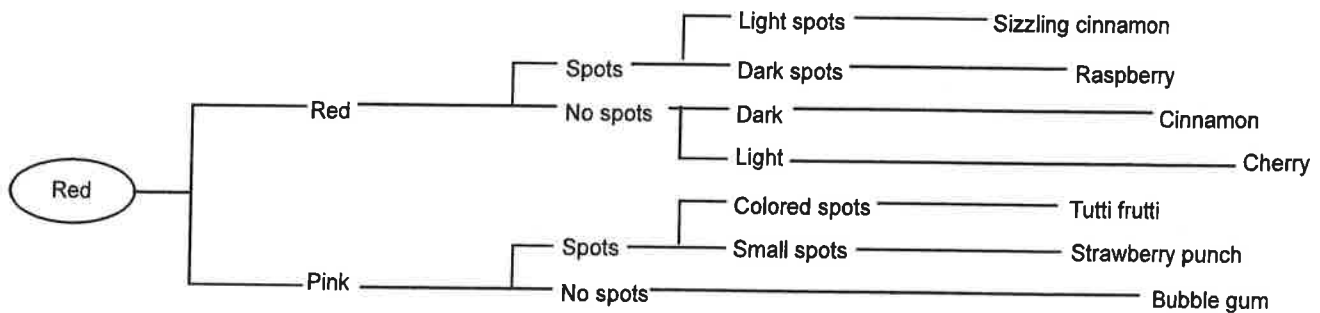 Light spots Sizzling cinnamon
Spots Dark spots Raspberry
Red No spots Dark Cinnamon
Light Cherry
Red
Colored spots Tutti frutti
Spots Small spots Strawberry punch
Pink No spots Bubble gum